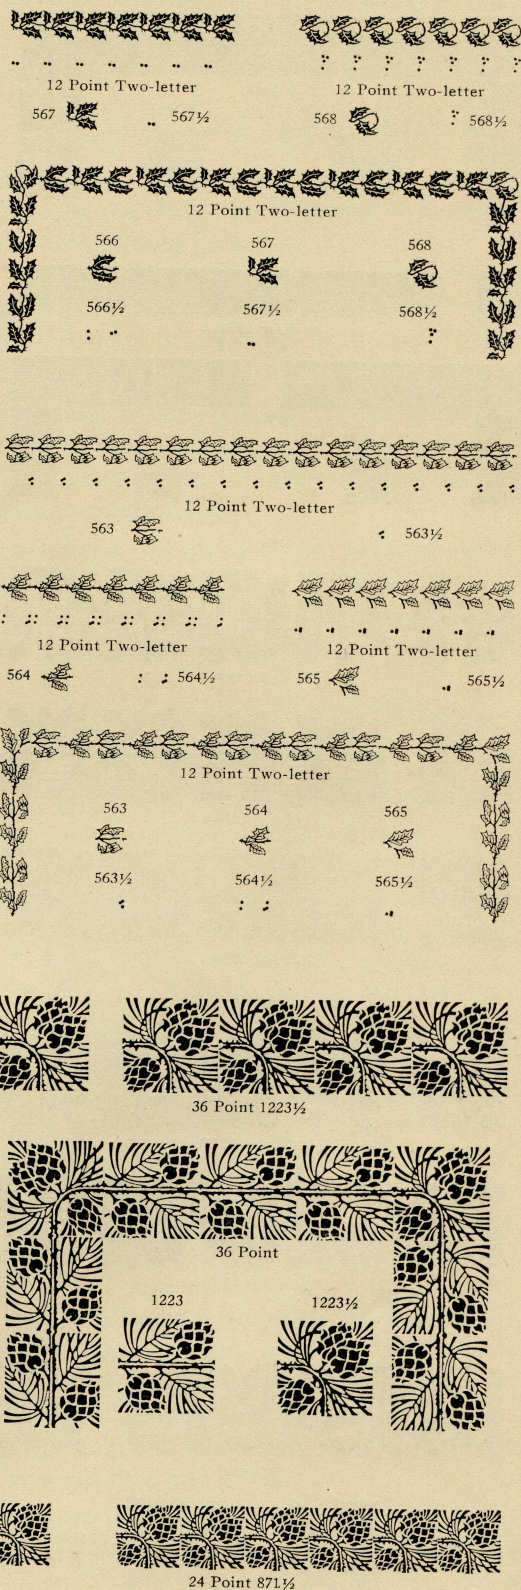 12 Point Two-letter 12 Point Two-letter
567 567½ 568 568½
12 Point Two-letter
566 567 568
566½ 567½ 568½
12 Point Two-letter
563 563½
12 Point Two-letter 12 Point Two-letter
564 564½ 565 565½
12 Point Two-letter
563 564 565
563½ 564½ 565½
36 Point 1223½
36 Point
1223 1223½
24 Point 871½